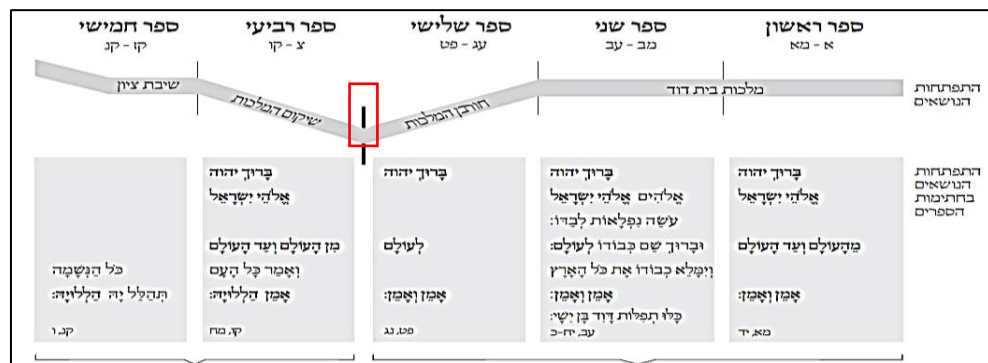 ספר ראשון ספר שני ספר שלישי ספר רביעי ספר חמישי
א - מא מב - עב עג - פט צ - קו קז - קנ
התפתחות הנושאים
מלכות בית דוד חורבן המלכות שיקום המלכות שיבת ציון
התפתחות
הנושאים
בחתימות
הספרים
בָּרוּךְ יהוה
אֱלֹהֵי יִשְׂרָאֵל
מֵהָעוֹלָם וְעַד הָעוֹלָם
אָמֵן וְאָמֵן:
מא, יד
בָּרוּךְ יהוה
אֱלֹהִים אֱלֹהֵי יִשְׂרָאֵל
עֹשֵׂה נִפְלָאוֹת לְבַדּוֹ:
וּבָרוּךְ שֵׁם כְּבוֹדוֹ לְעוֹלָם:
וְיִמָּלֵא כְבוֹדוֹ אֶת כֹּל הָאָרֶץ
אָמֵן וְאָמֵן:
כָּלּוּ תְפִלּוֹת דָּוִד בֶּן יִשָׁי:
עב, יח-כ
בָּרוּךְ יהוה
לְעוֹלָם
אָמֵן וְאָמֵן:
פט, נג
בָּרוּךְ יהוה
אֱלֹהֵי יִשְׂרָאֵל
מִן הָעוֹלָם וְעַד הָעוֹלָם
וְאָמַר כָּל הָעָם
אָמֵן הַלְלוּיָהּ:
קו, מח
כֹּל הַנְּשָׁמָה
תְּהַלֵּל יָהּ הַלְלוּיָהּ:
קנ, ו